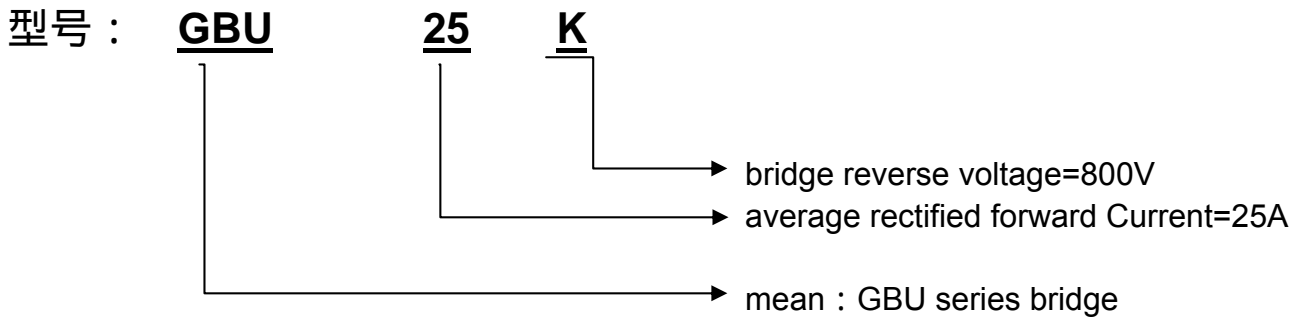 型号： GBU 25 K
bridge reverse voltage=800V
average rectified forward Current=25A
mean：GBU series bridge